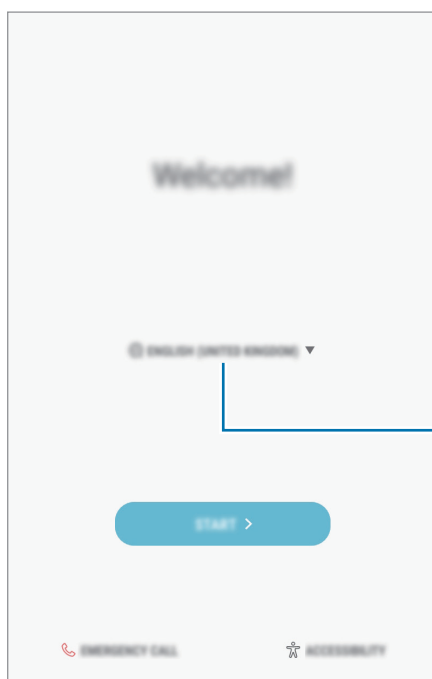 Welcome!
ENGLISH (UNITED KINGDOM)
START
EMERGENCY CALL
ACCESSIBILITY